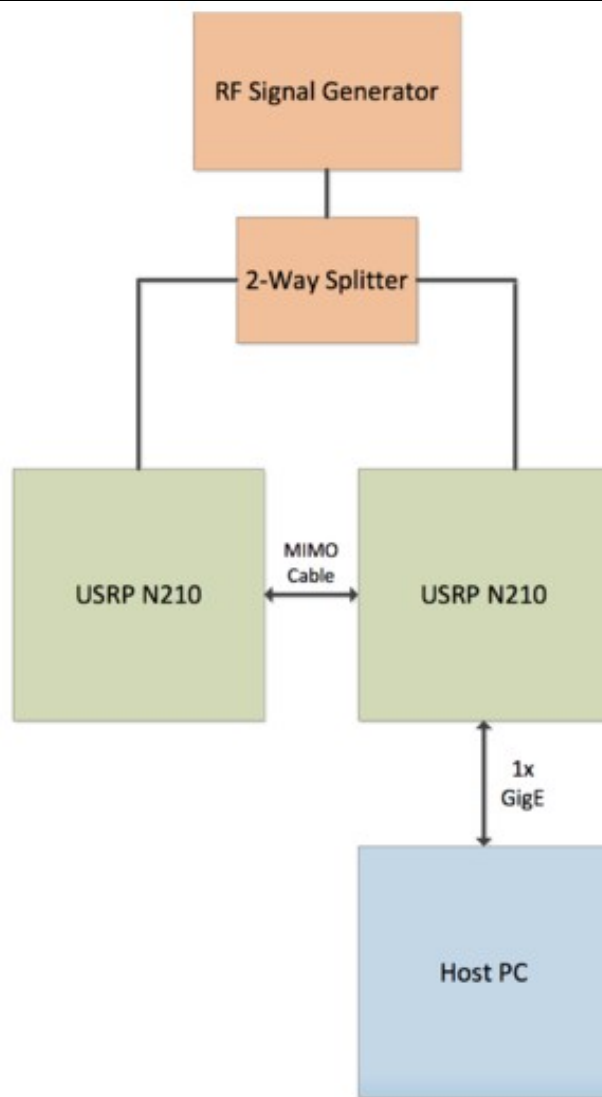 RF Signal Generator
2-Way Splitter
MIMO
Cable
USRP N210
USRP N210
1x
GigE
Host PC